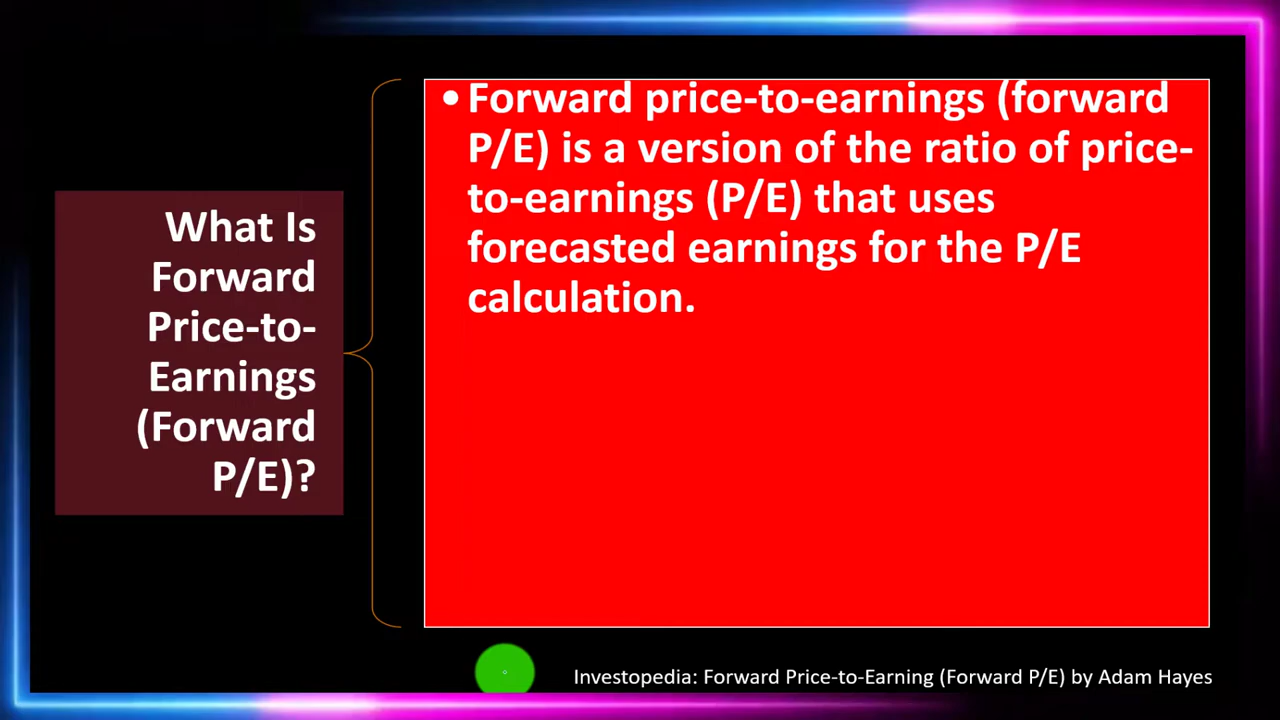 What Is
Forward
Price-to-
Earnings
(Forward
P/E)?
• Forward price-to-earnings (forward
P/E) is a version of the ratio of price-
to-earnings (P/E) that uses
forecasted earnings for the P/E
calculation.
Investopedia: Forward Price-to-Earning (Forward P/E) by Adam Hayes